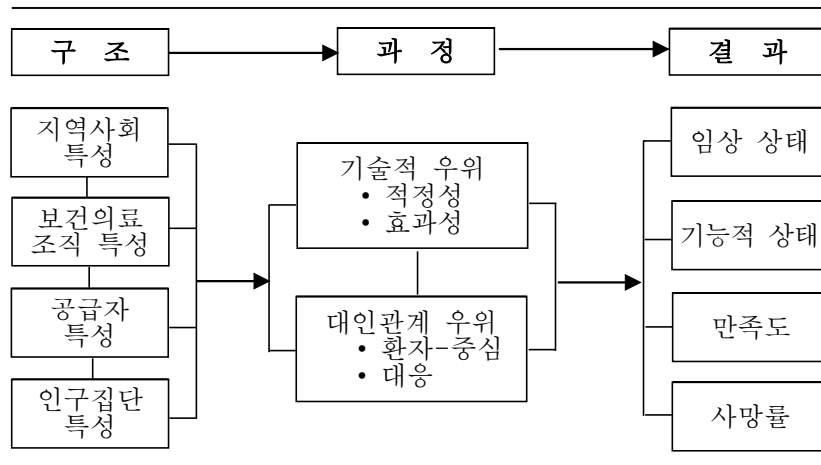 구 조
과 정
결 과
지역사회
특성
보건의료
조직 특성
공급자
특성
인구집단
특성
기술적 우위
• 적정성
• 효과성
대인관계 우위
• 환자-중심
• 대응
임상 상태
기능적 상태
만족도
사망률